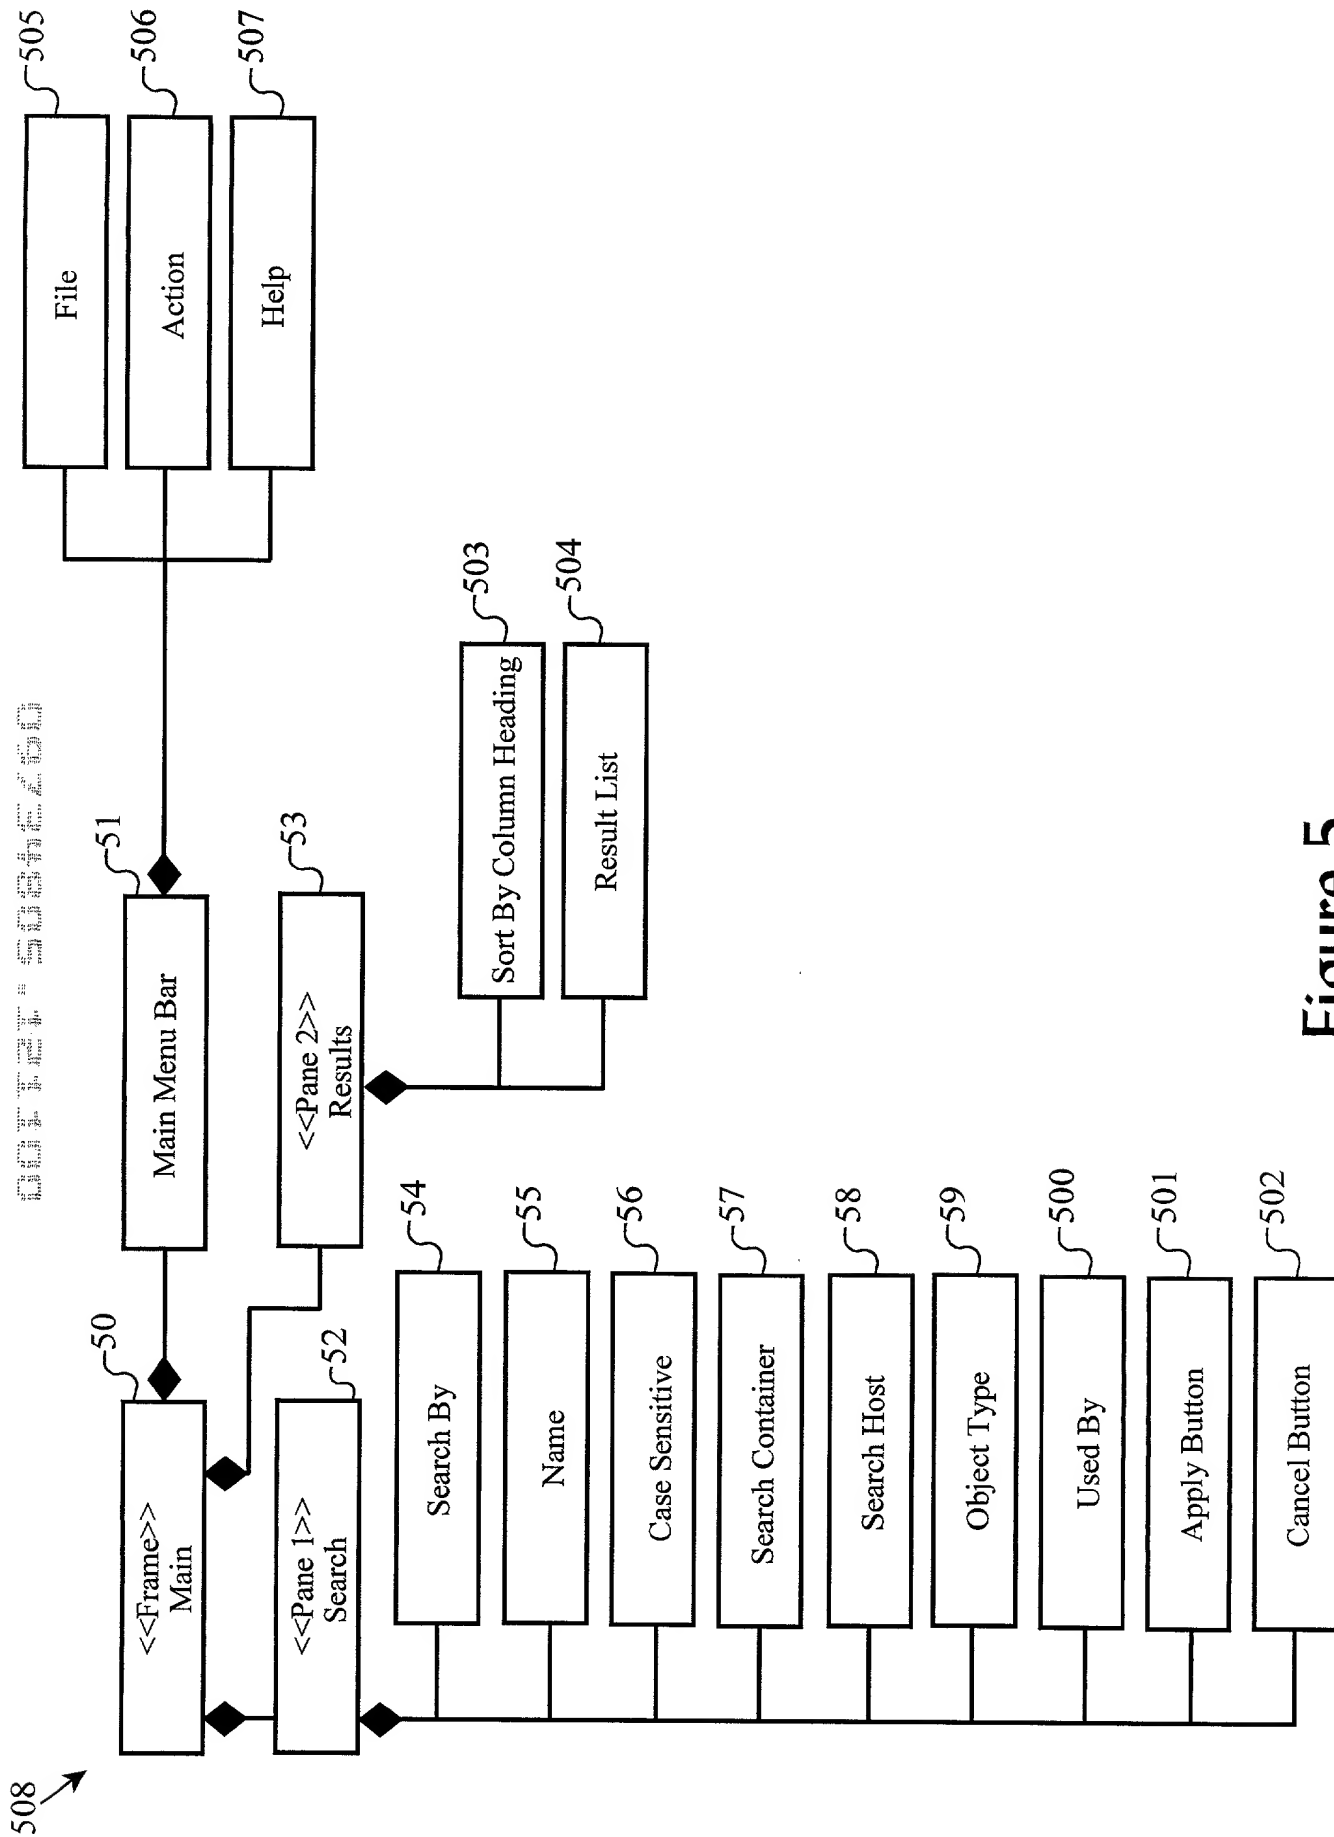 508
50
<<Frame>>
Main
51
Main Menu Bar
505
File
506
Action
507
Help
52
<<Pane 1>>
Search
53
<<Pane 2>>
Results
54
Search By
55
Name
56
Case Sensitive
57
Search Container
58
Search Host
59
Object Type
500
Used By
501
Apply Button
502
Cancel Button
503
Sort By Column Heading
504
Result List
Figure 5